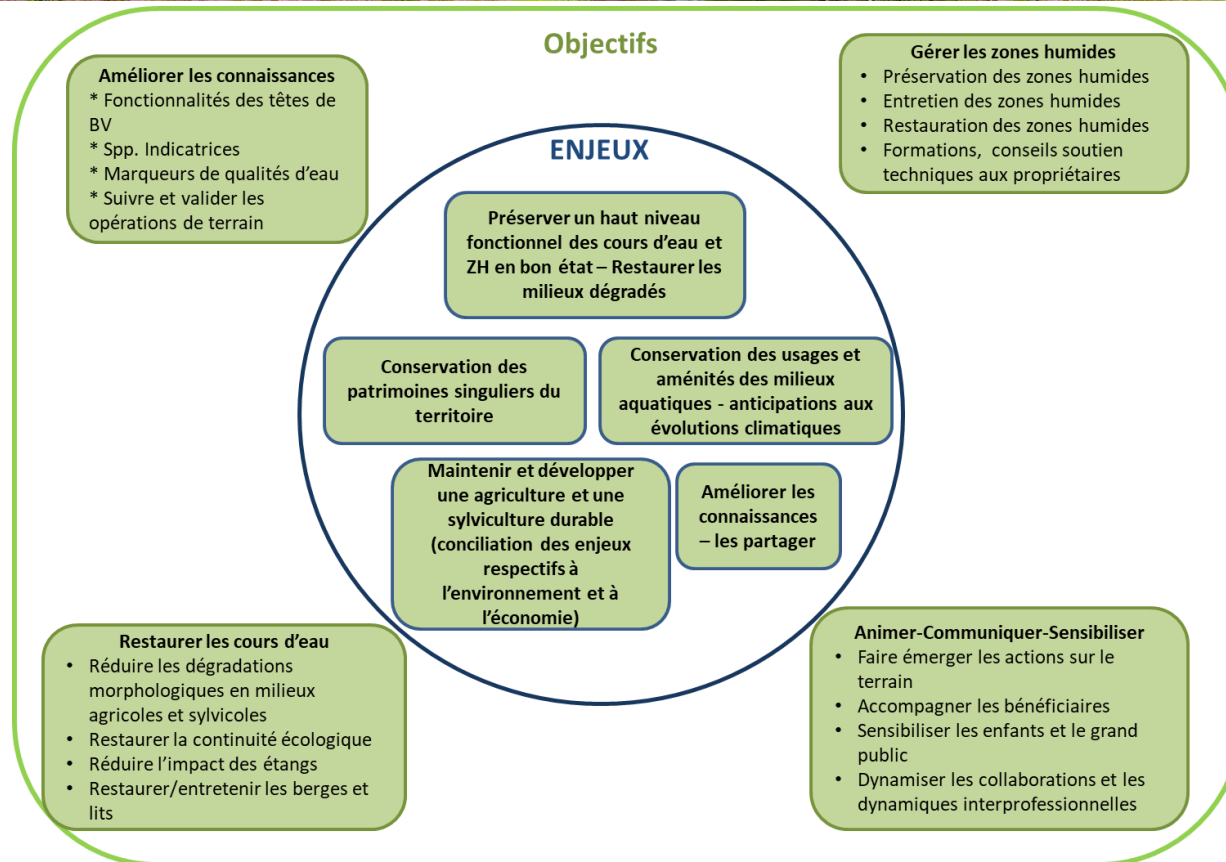 Objectifs
Améliorer les connaissances
* Fonctionnalités des têtes de
BV
* Spp. Indicatrices
* Marqueurs de qualités d'eau
* Suivre et valider les
opérations de terrain
Gérer les zones humides
• Préservation des zones humides
• Entretien des zones humides
• Restauration des zones humides
• Formations, conseils soutien
techniques aux propriétaires
ENJEUX
Préserver un haut niveau
fonctionnel des cours d'eau et
ZH en bon état – Restaurer les
milieux dégradés
Conservation des
patrimoines singuliers du
territoire
Conservation des usages et
aménités des milieux
aquatiques - anticipations aux
évolutions climatiques
Maintenir et développer
une agriculture et une
sylviculture durable
(conciliation des enjeux
respectifs à
l'environnement et à
l'économie)
Améliorer les
connaissances
– les partager
Restaurer les cours d'eau
• Réduire les dégradations
morphologiques en milieux
agricoles et sylvicoles
• Restaurer la continuité écologique
• Réduire l'impact des étangs
• Restaurer/entretenir les berges et
lits
Animer-Communiquer-Sensibiliser
• Faire émerger les actions sur le
terrain
• Accompagner les bénéficiaires
• Sensibiliser les enfants et le grand
public
• Dynamiser les collaborations et les
dynamiques interprofessionnelles